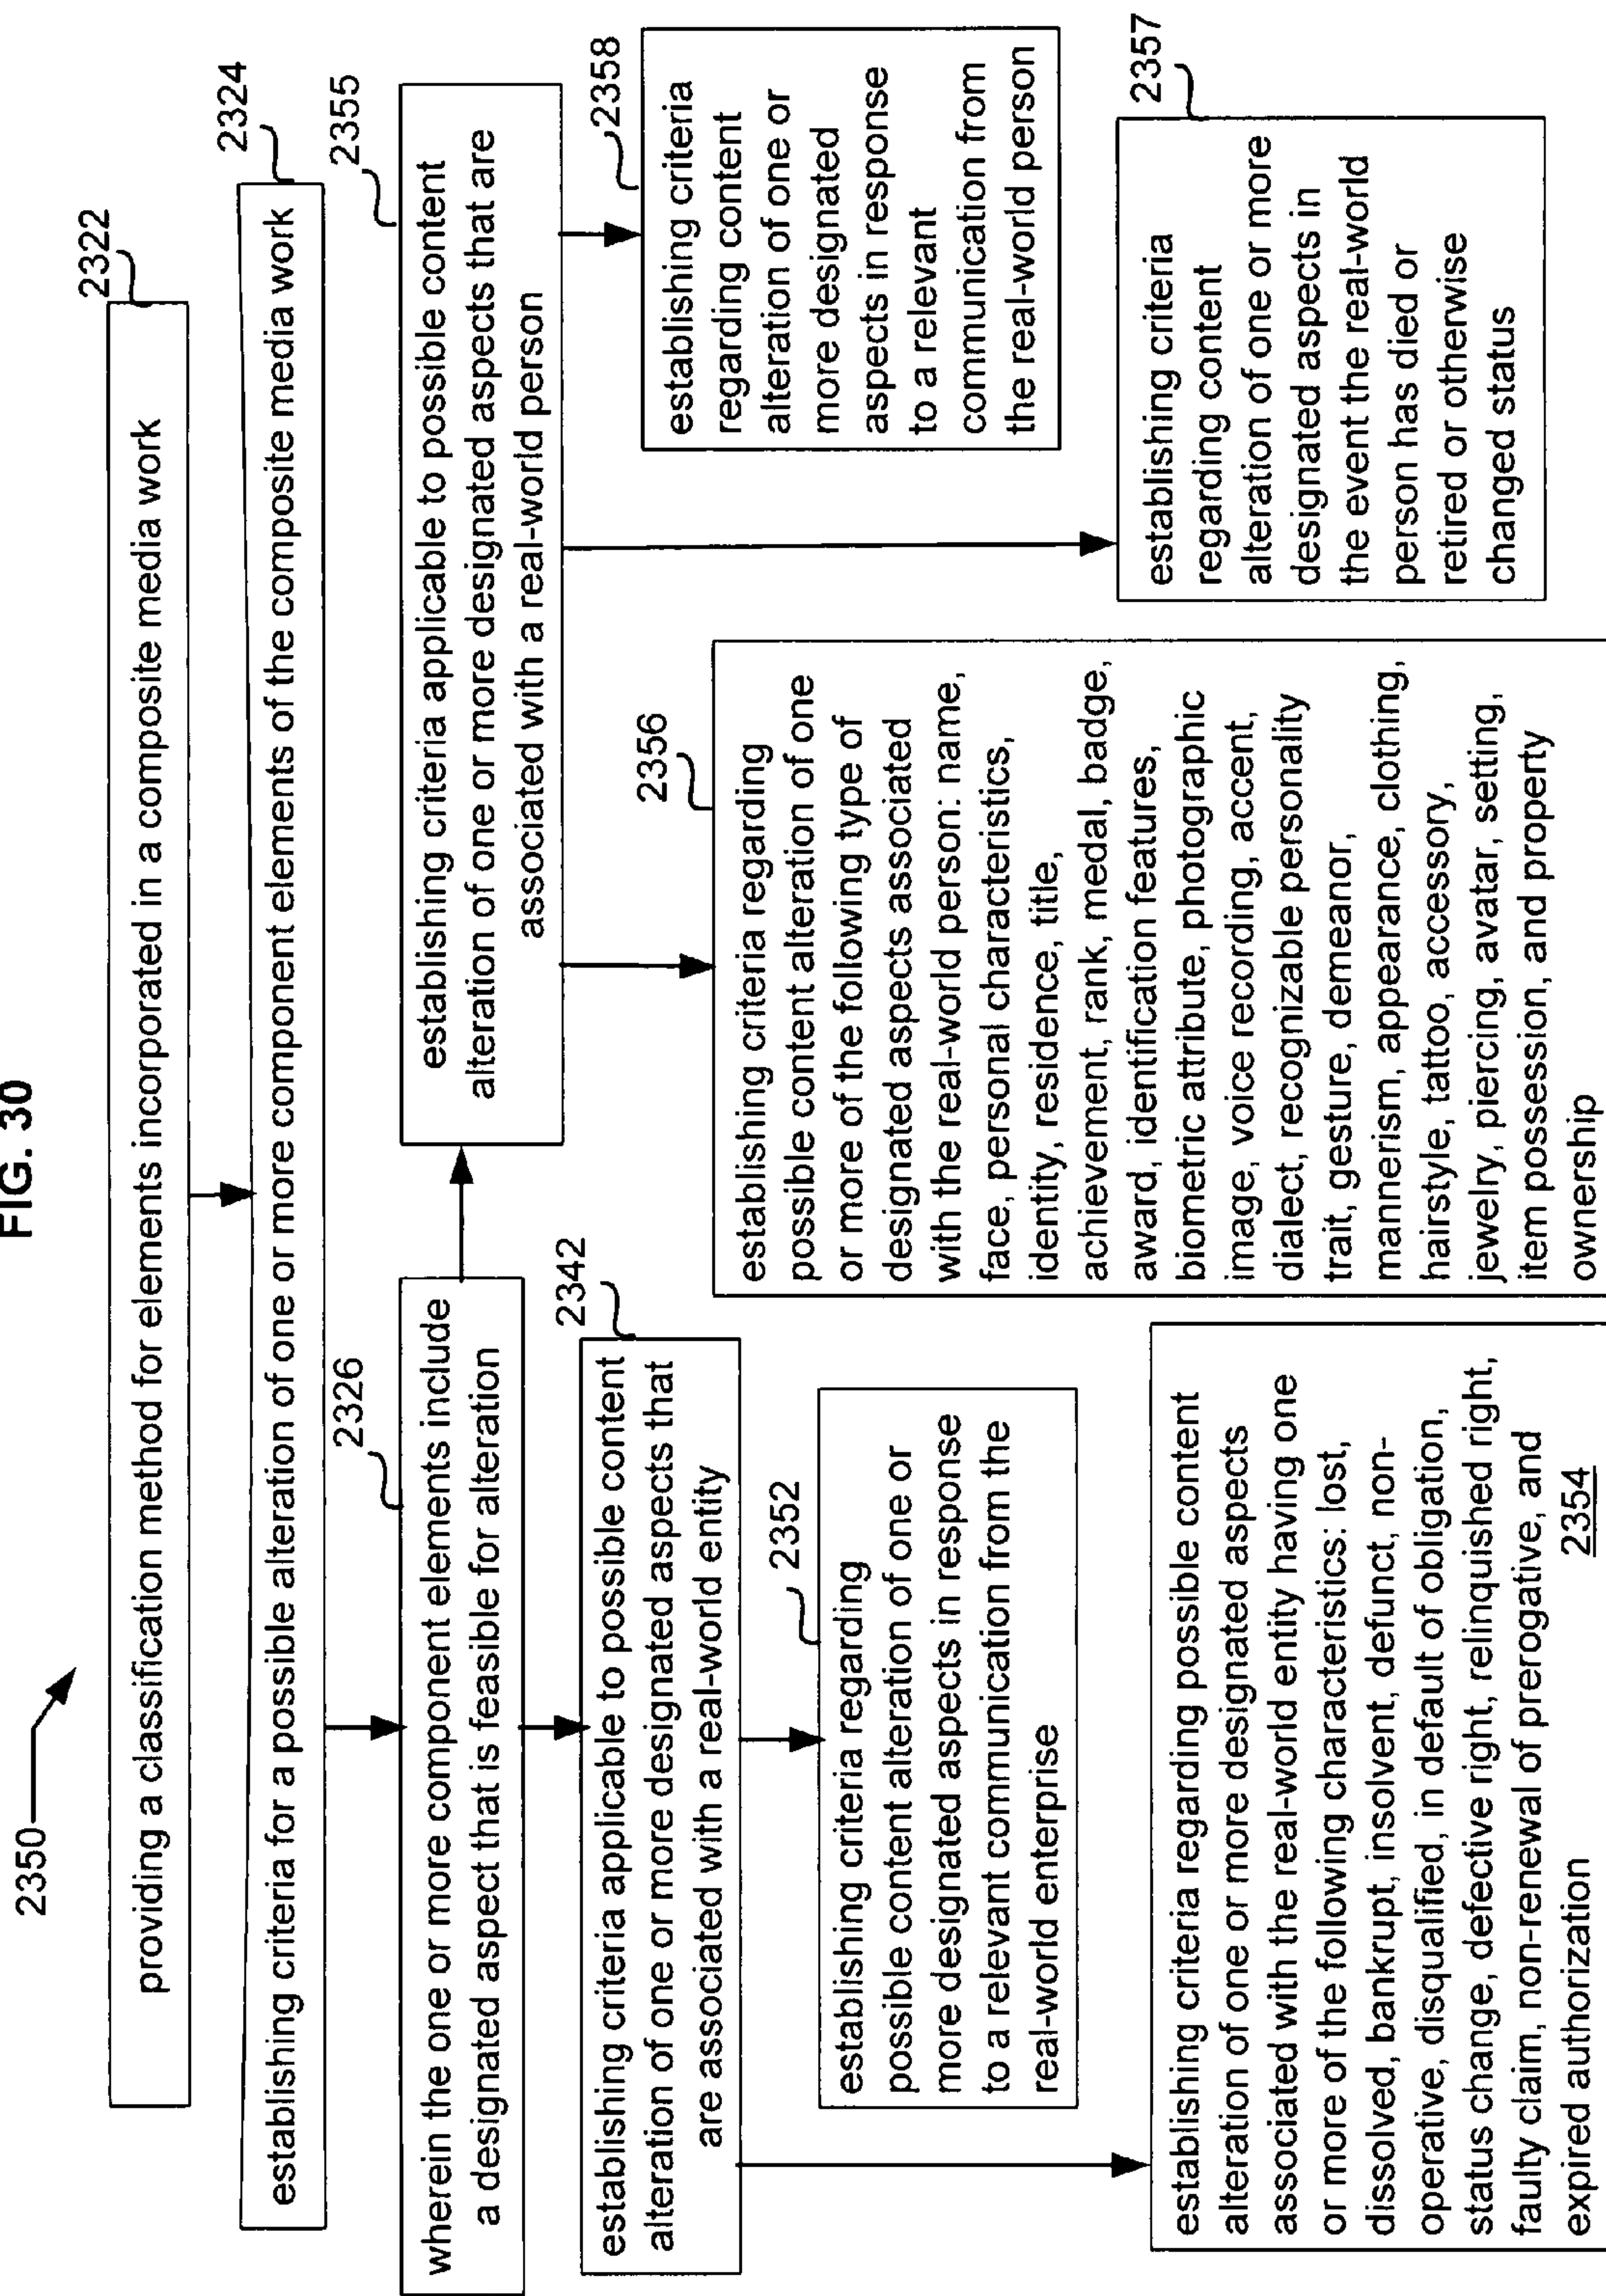 FIG. 30
2350
2322
providing a classification method for elements incorporated in a composite media work
2324
establishing criteria for a possible alteration of one or more component elements of the composite media work
2326
wherein the one or more component elements include
a designated aspect that is feasible for alteration
2355
establishing criteria applicable to possible content
alteration of one or more designated aspects that are
associated with a real-world person
2342
establishing criteria applicable to possible content
alteration of one or more designated aspects that
are associated with a real-world entity
2352
establishing criteria regarding
possible content alteration of one or
more designated aspects in response
to a relevant communication from the
real-world enterprise
establishing criteria regarding possible content
alteration of one or more designated aspects
associated with the real-world entity having one
or more of the following characteristics: lost,
dissolved, bankrupt, insolvent, defunct, non-
operative, disqualified, in default of obligation,
status change, defective right, relinquished right,
faulty claim, non-renewal of prerogative, and
expired authorization
2354
2356
establishing criteria regarding
possible content alteration of one
or more of the following type of
designated aspects associated
with the real-world person: name,
face, personal characteristics,
identity, residence, title,
achievement, rank, medal, badge,
award, identification features,
biometric attribute, photographic
image, voice recording, accent,
dialect, recognizable personality
trait, gesture, demeanor,
mannerism, appearance, clothing,
hairstyle, tattoo, accessory,
jewelry, piercing, avatar, setting,
item possession, and property
ownership
2358
establishing criteria
regarding content
alteration of one or
more designated
aspects in response
to a relevant
communication from
the real-world person
2357
establishing criteria
regarding content
alteration of one or more
designated aspects in
the event the real-world
person has died or
retired or otherwise
changed status